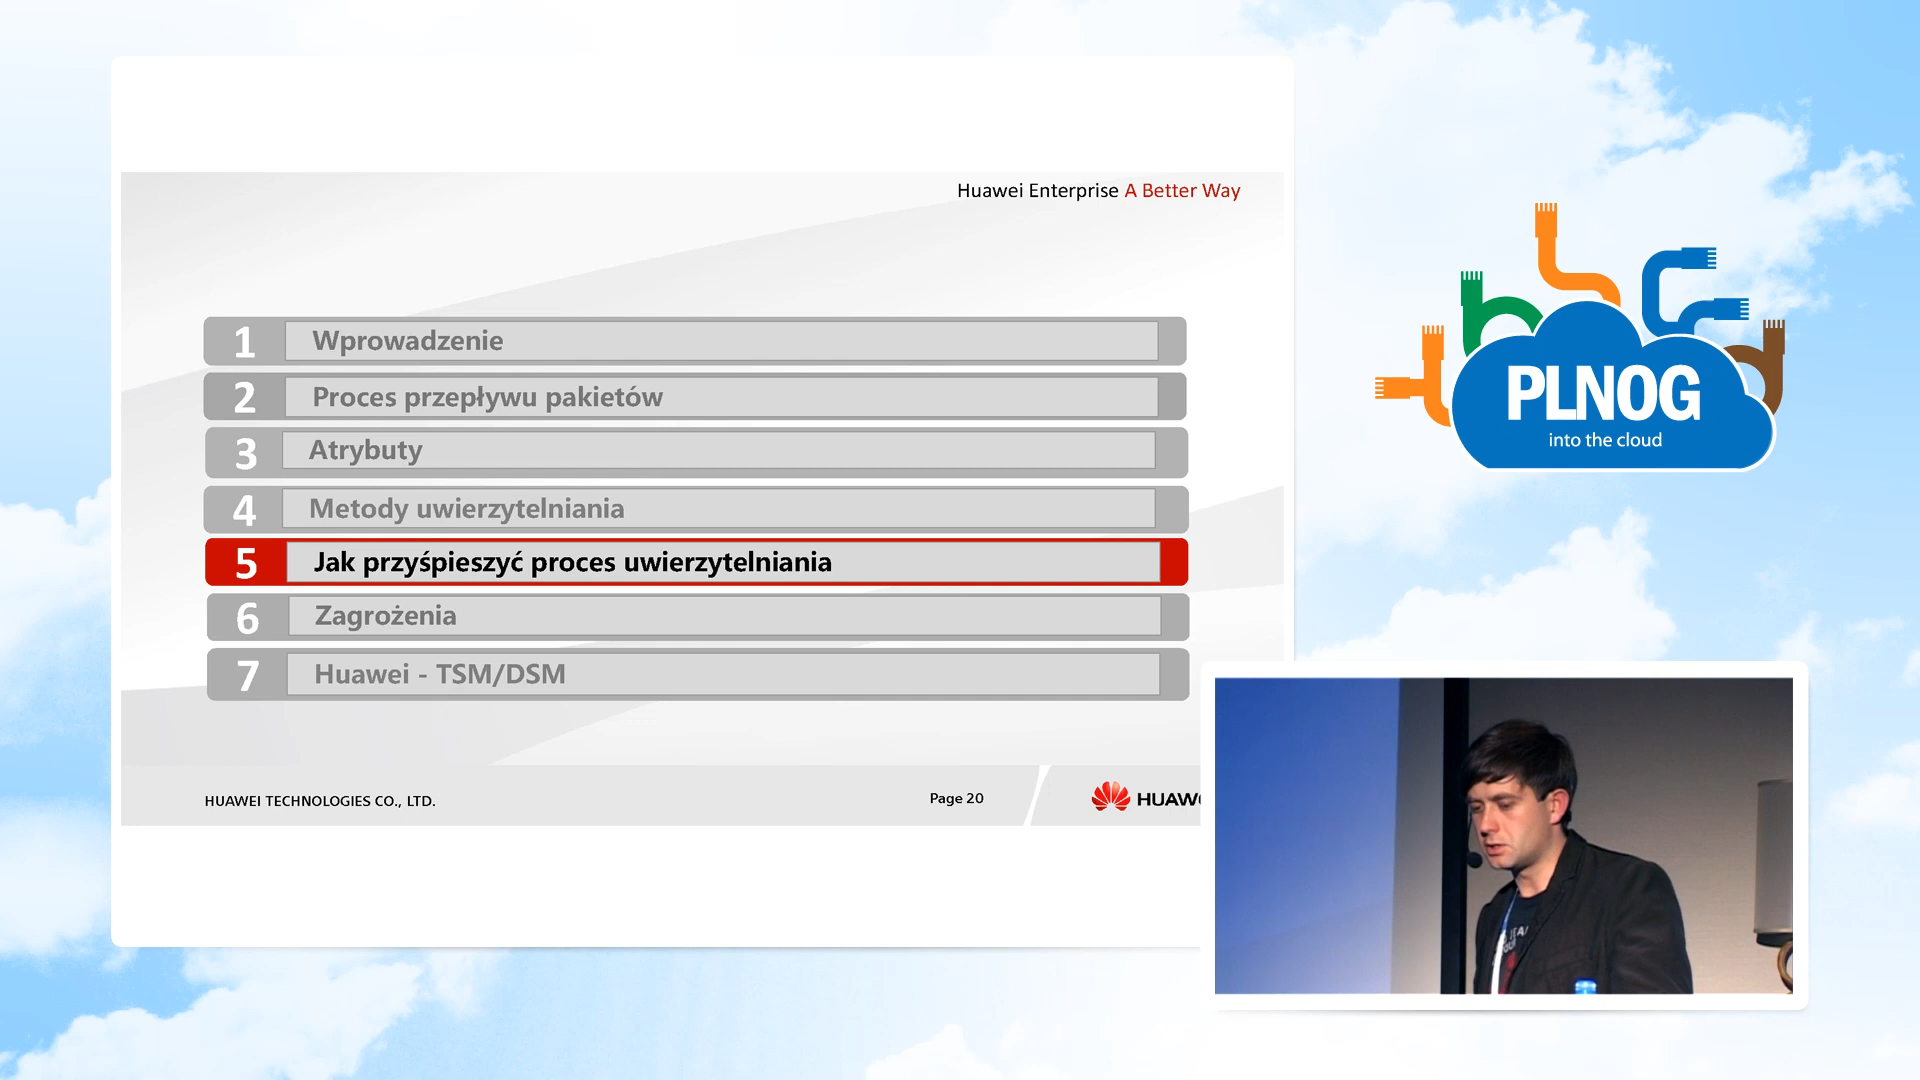 Huawei Enterprise A Better Way
1 Wprowadzenie
2 Proces przepływu pakietów
3 Atrybuty
4 Metody uwierzytelniania
5 Jak przyśpieszyć proces uwierzytelniania
6 Zagrożenia
7 Huawei - TSM/DSM
HUAWEI TECHNOLOGIES CO., LTD.
Page 20
PLNOG
into the cloud